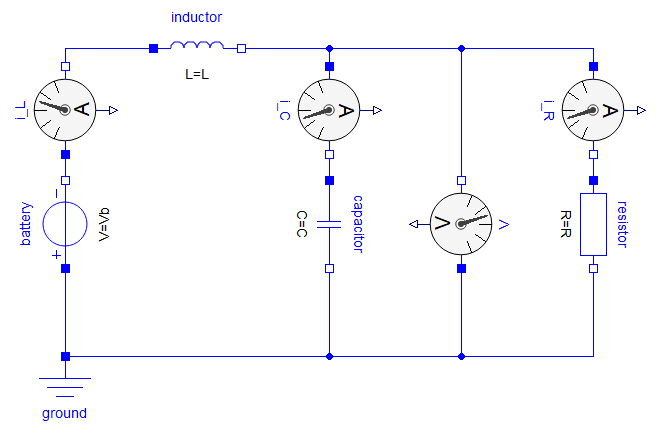 inductor
L=L
i_L
A
i_C
A
i_R
A
battery
−
+
V=Vb
capacitor
C=C
V
V
resistor
R=R
ground